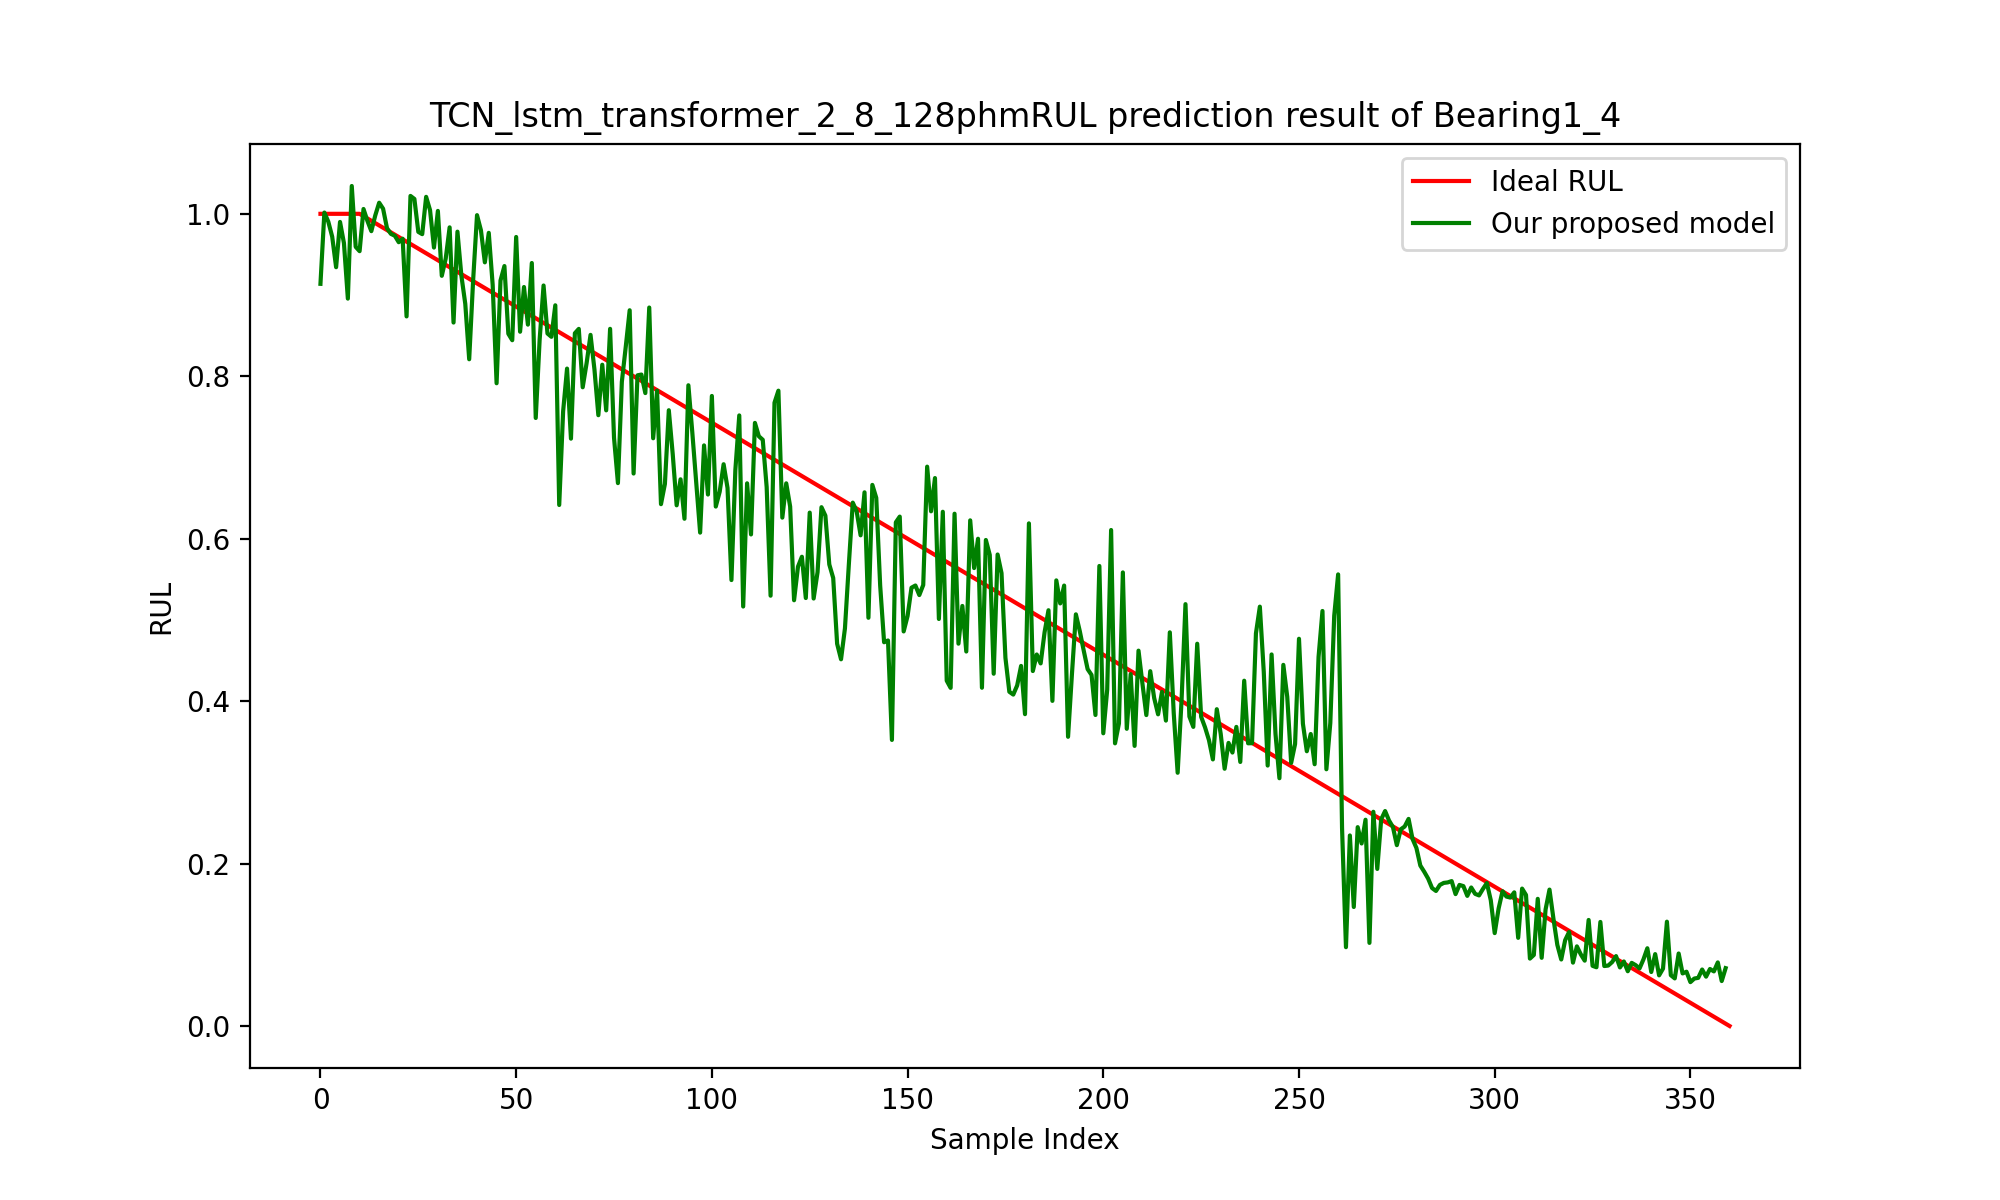 TCN_lstm_transformer_2_8_128phmRUL prediction result of Bearing1_4
Ideal RUL
Our proposed model
1.0
0.8
0.6
0.4
0.2
0.0
RUL
0 50 100 150 200 250 300 350
Sample Index